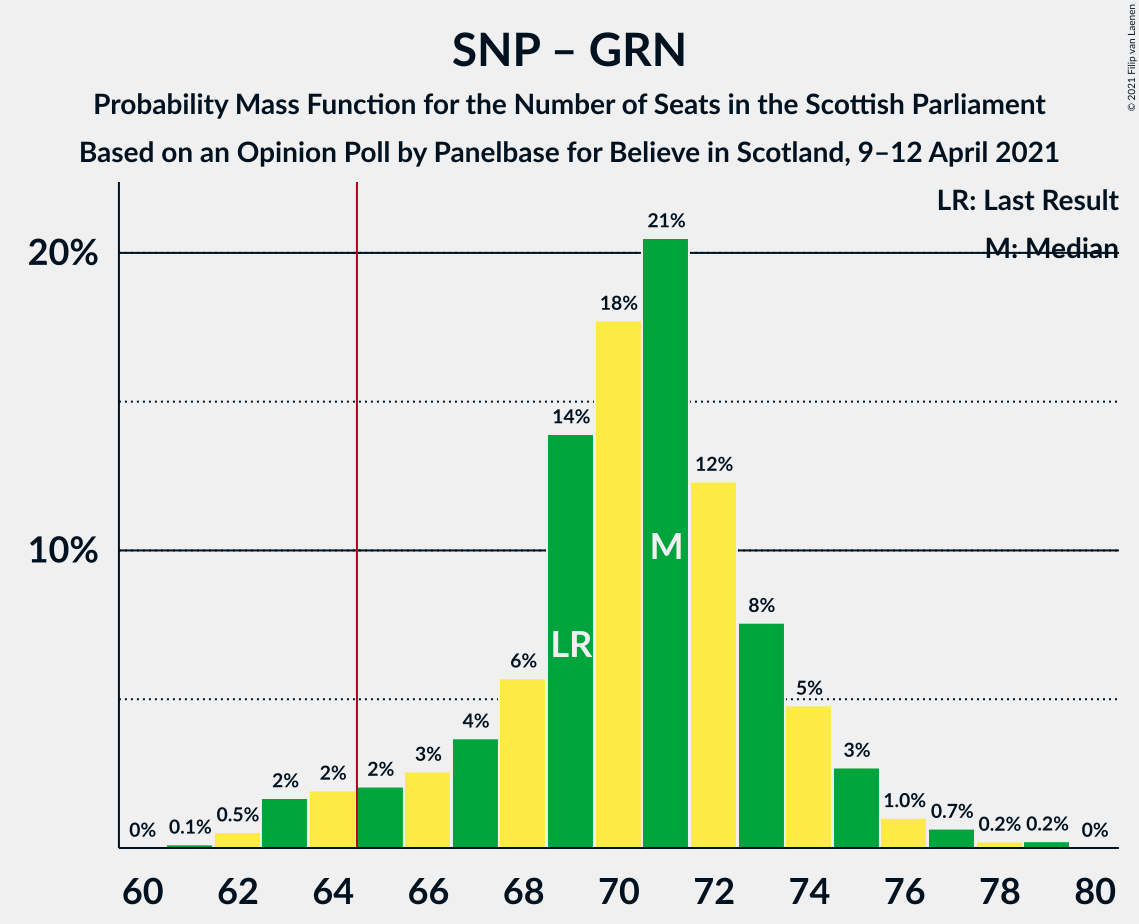 SNP – GRN
Probability Mass Function for the Number of Seats in the Scottish Parliament
Based on an Opinion Poll by Panelbase for Believe in Scotland, 9–12 April 2021
© 2021 Filip van Laenen
LR: Last Result
M: Median
20%
10%
0%
0.1%
0.5%
2%
2%
2%
3%
4%
6%
14%
18%
21%
12%
8%
5%
3%
1.0%
0.7%
0.2%
0.2%
0%
LR
M
60 62 64 66 68 70 72 74 76 78 80